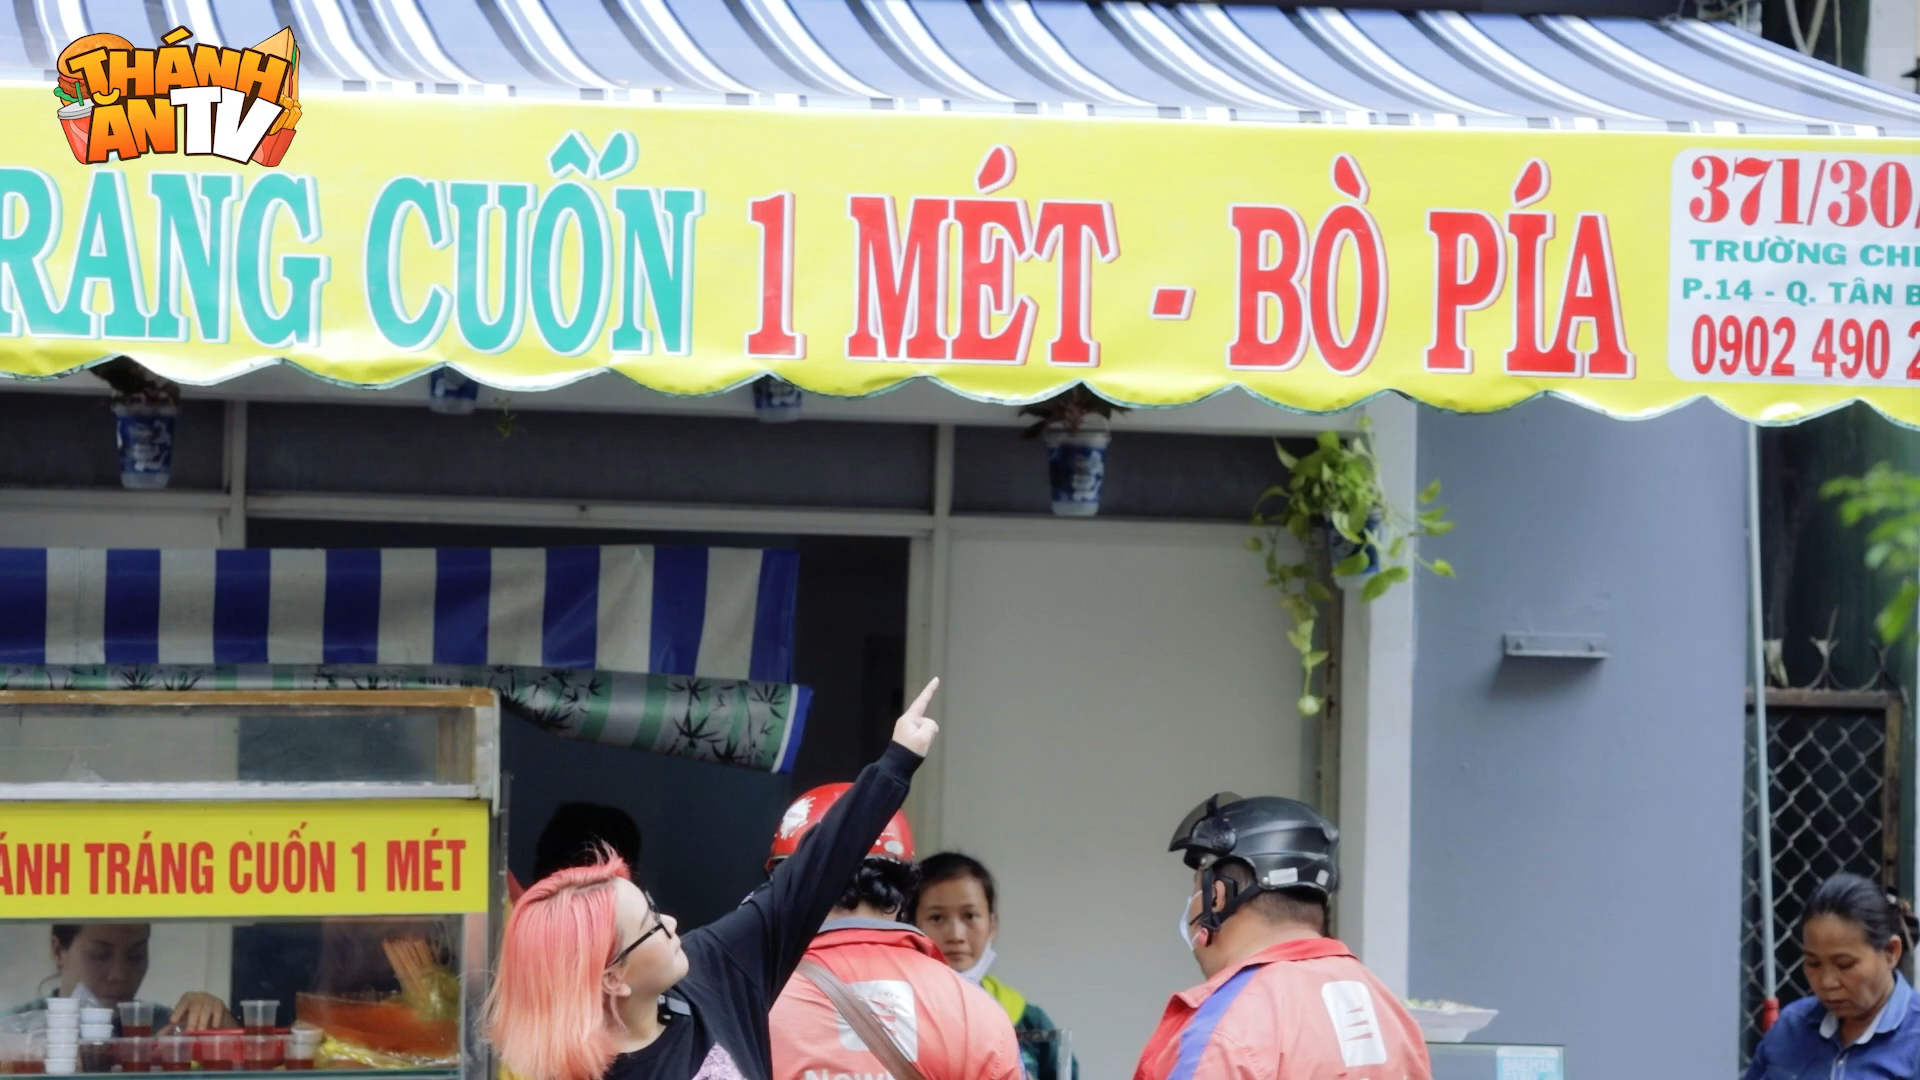 THÁNH
ĂN TV
RANG CUỐN 1 MÉT - BÒ PÍA
371/30
TRƯỜNG CHI
P.14 - Q. TÂN B
0902 490 2
ÁNH TRÁNG CUỐN 1 MÉT